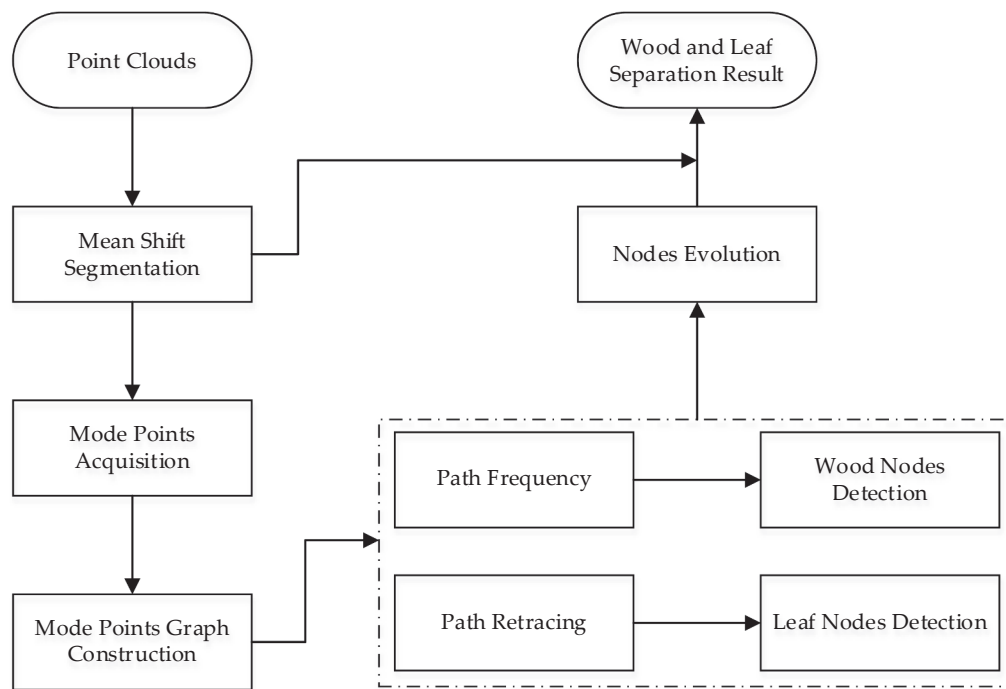 Point Clouds
Wood and Leaf
Separation Result
Mean Shift
Segmentation
Nodes Evolution
Mode Points
Acquisition
Path Frequency
Wood Nodes
Detection
Mode Points Graph
Construction
Path Retracing
Leaf Nodes Detection